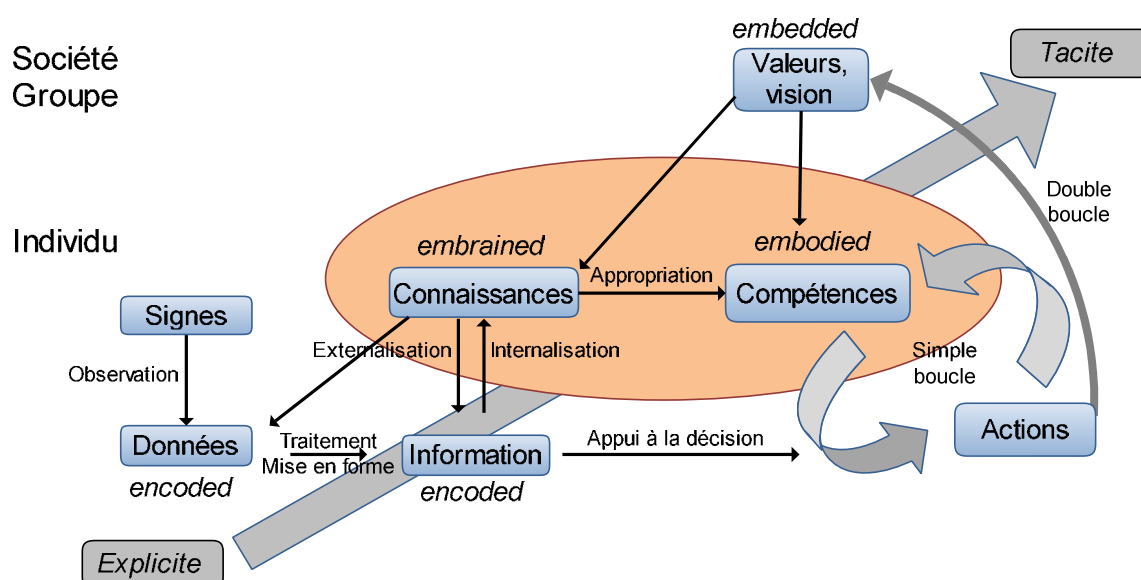 embedded
Société
Groupe
Valeurs,
vision
Tacite
Double
boucle
Individu
embrained
embodied
Connaissances
Appropriation
Compétences
Signes
Externalisation
Internalisation
Simple
boucle
Observation
Données
Traitement
Mise en forme
Information
Appui à la décision
Actions
encoded
encoded
Explicite